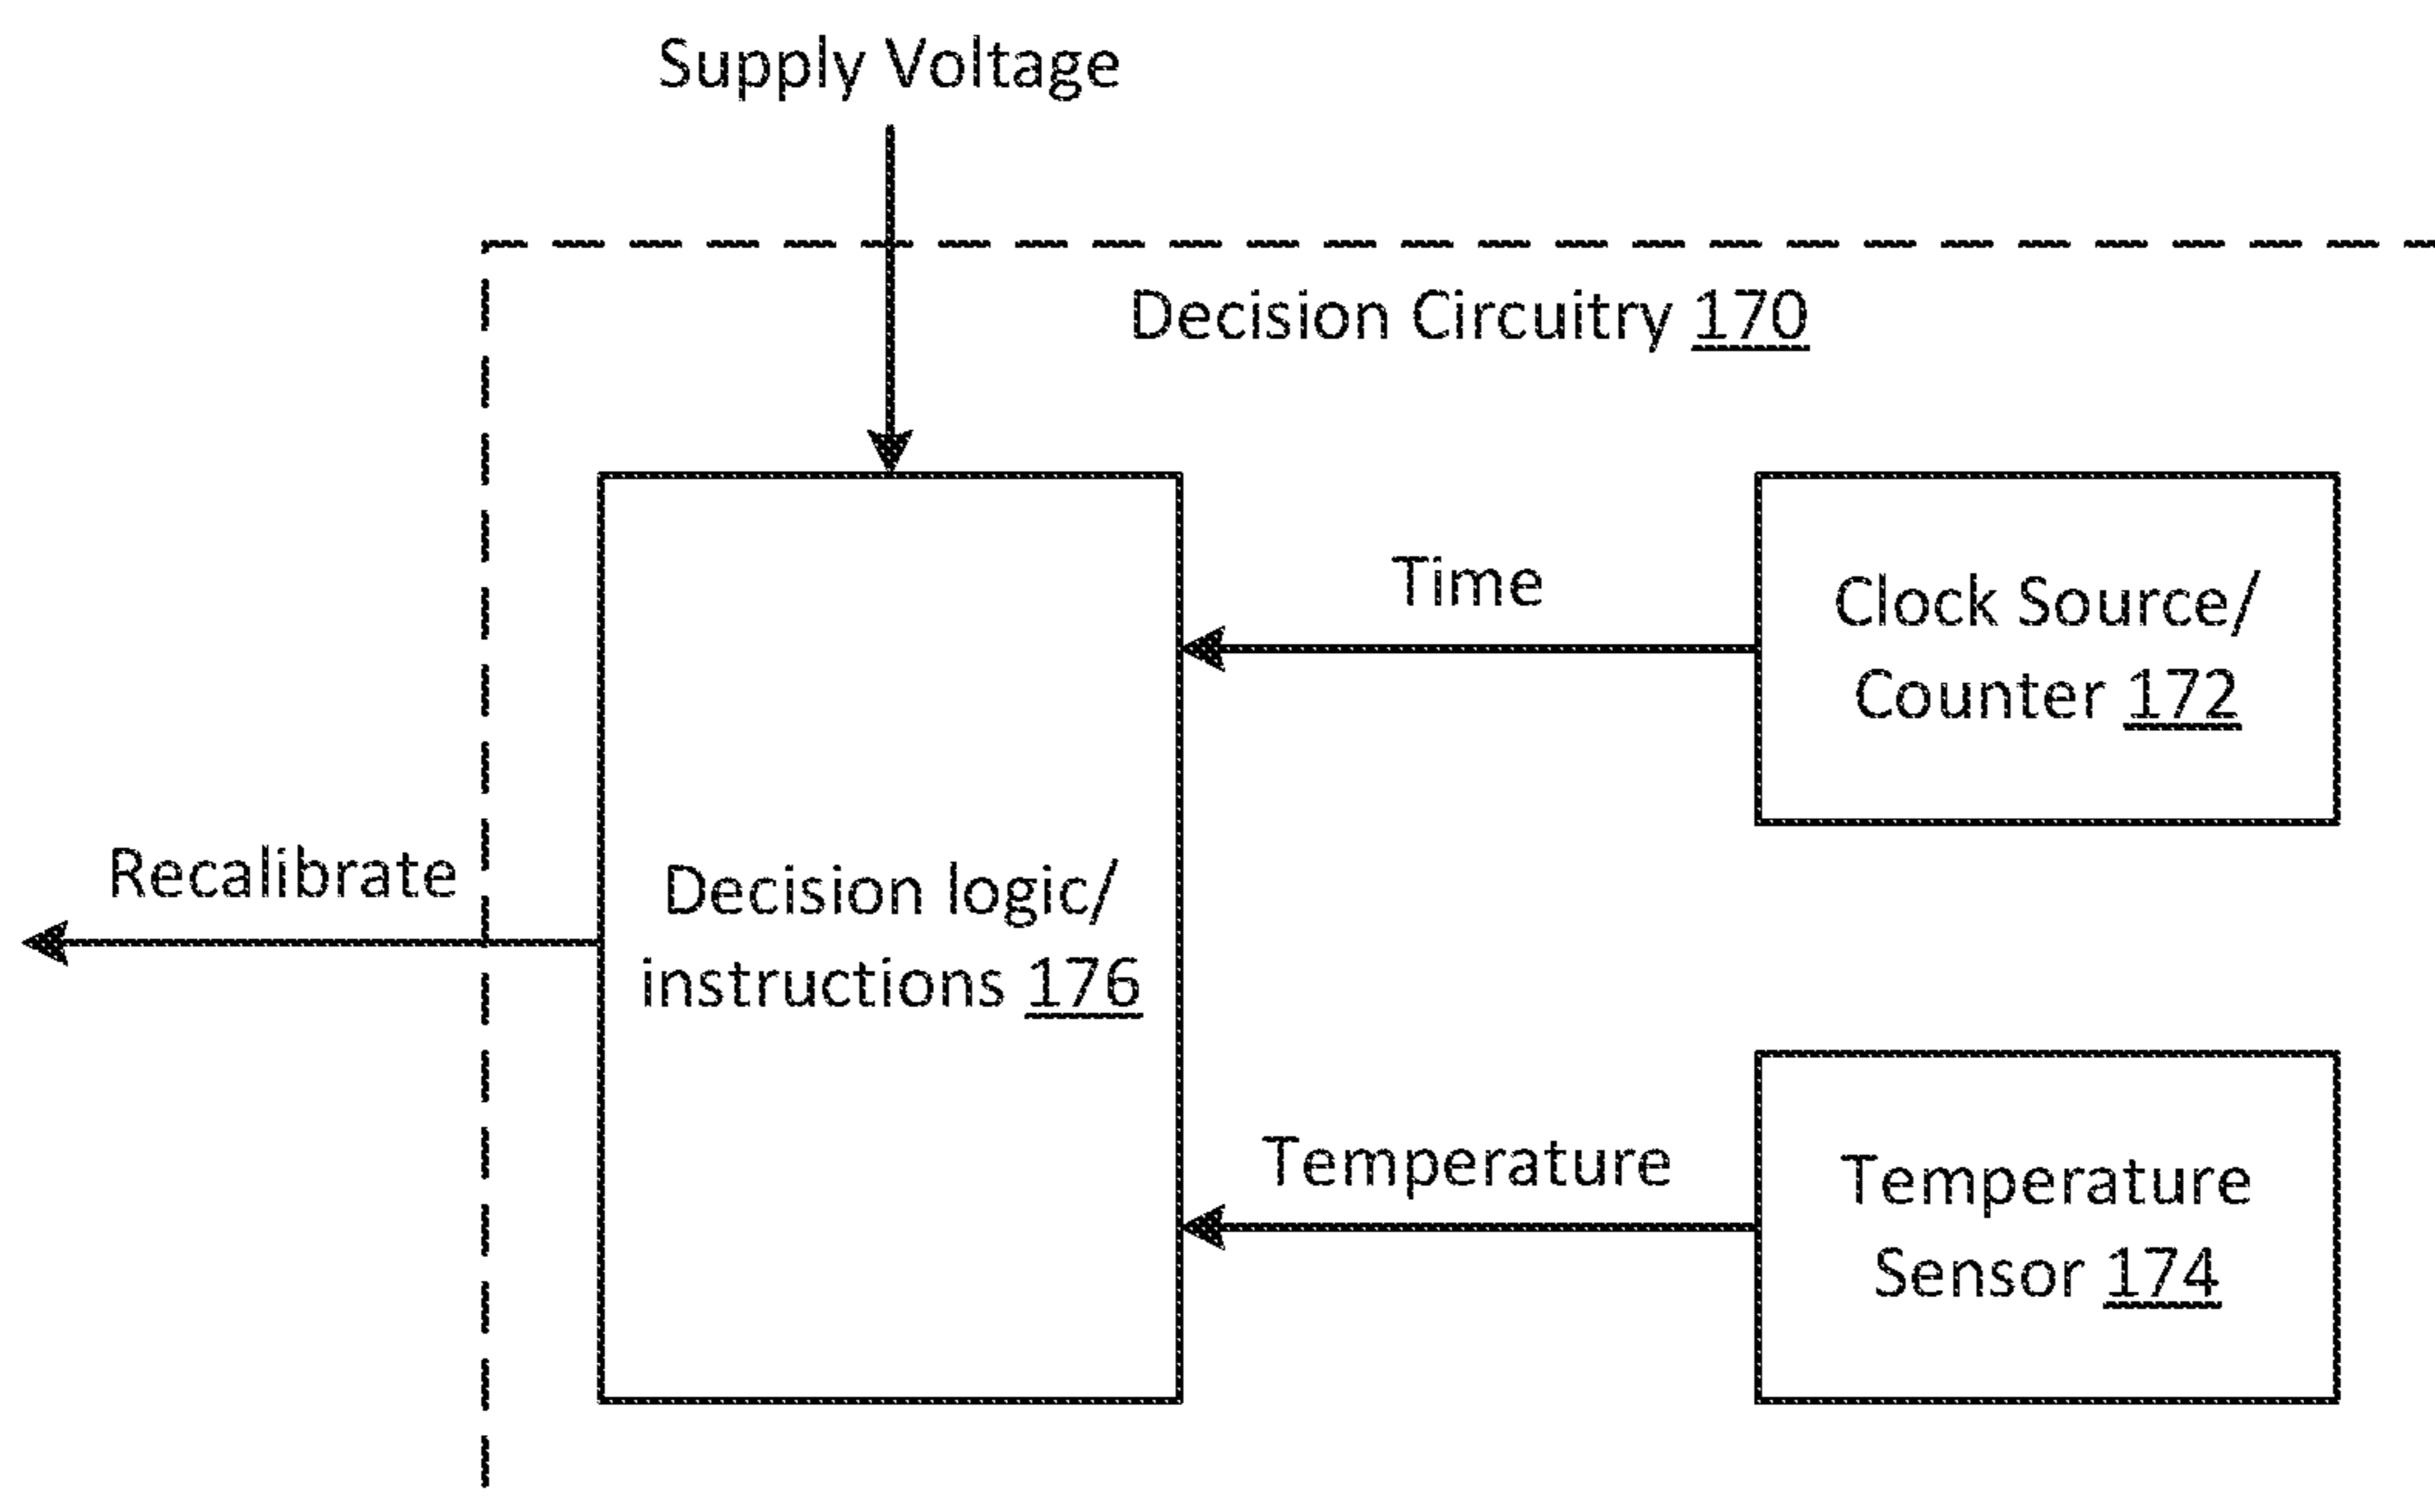 Supply Voltage
Decision Circuitry 170
Time
Clock Source/
Counter 172
Recalibrate
Decision logic/
instructions 176
Temperature
Temperature
Sensor 174